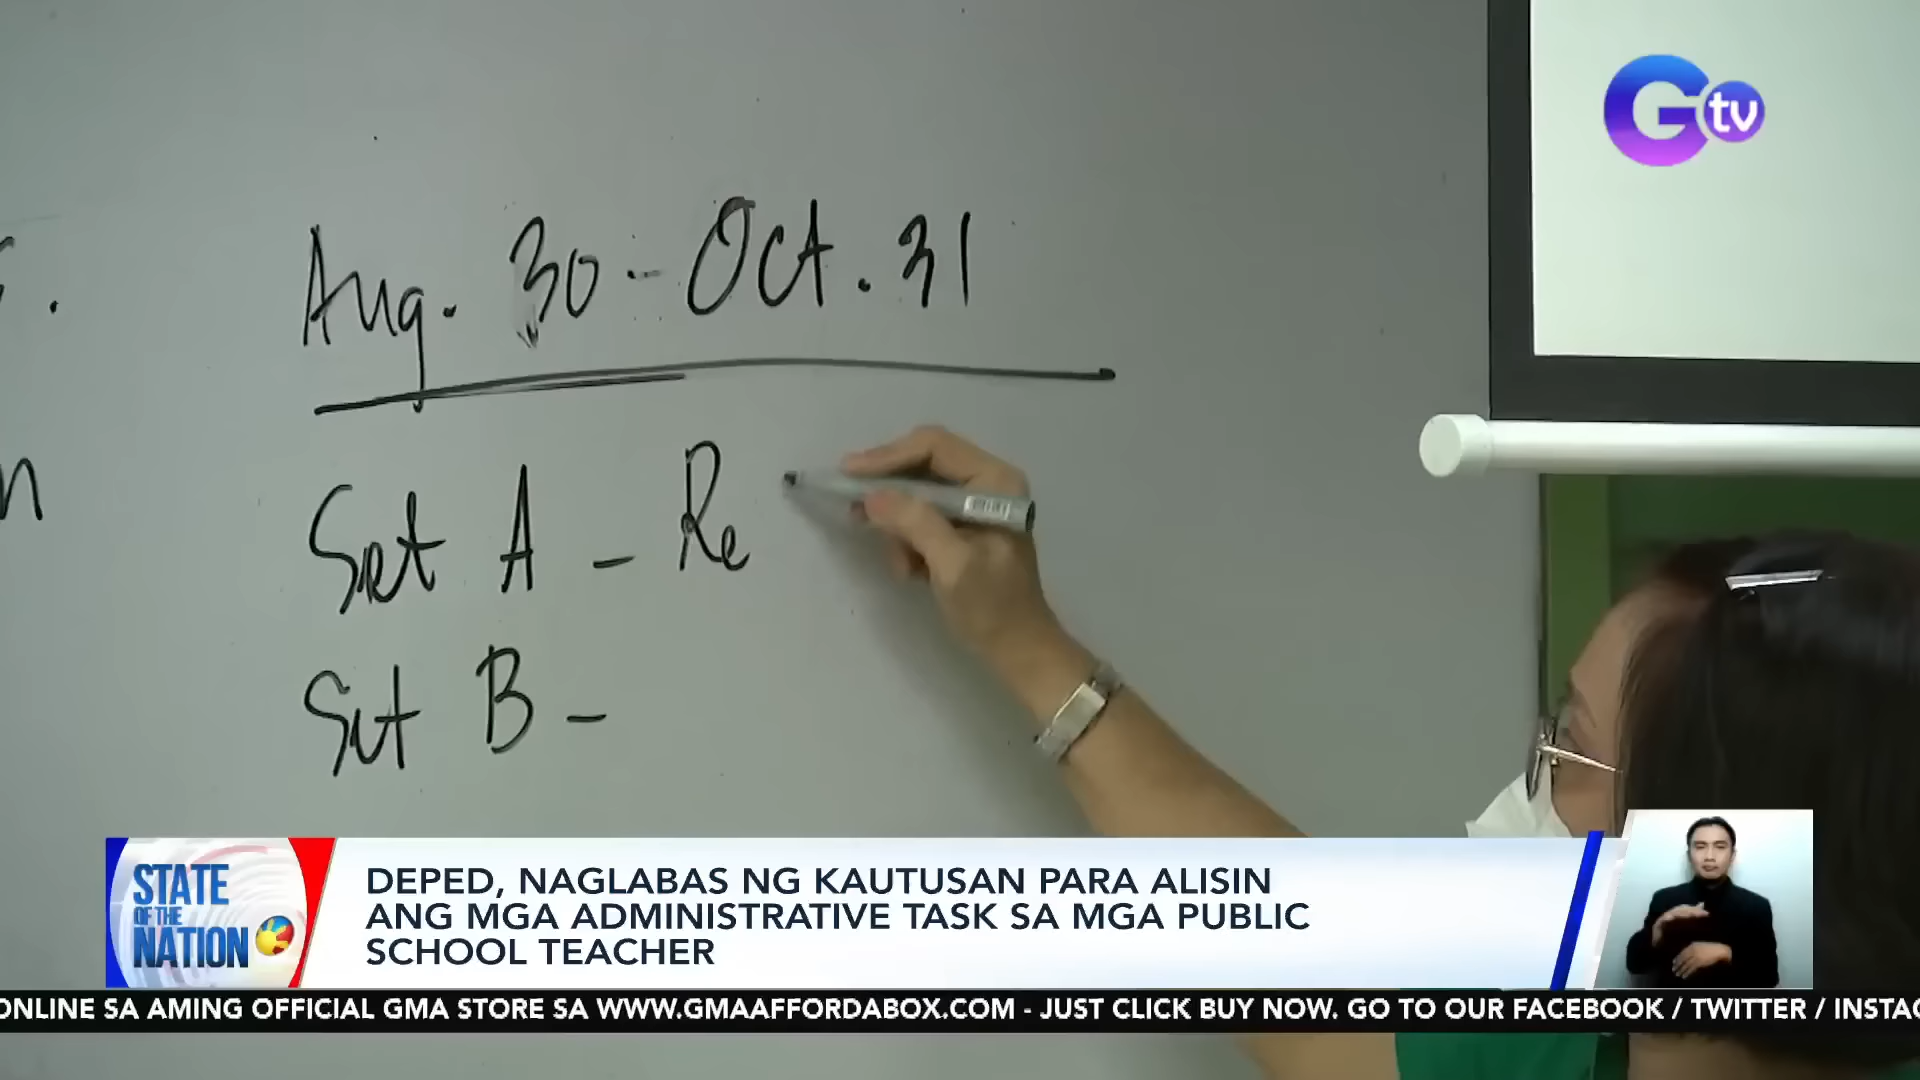 G tv
Aug. 30 - Oct. 31
Set A - Re
Set B -
n
STATE
OF THE
NATION
DEPED, NAGLABAS NG KAUTUSAN PARA ALISIN
ANG MGA ADMINISTRATIVE TASK SA MGA PUBLIC
SCHOOL TEACHER
ONLINE SA AMING OFFICIAL GMA STORE SA WWW.GMAAFFORDABOX.COM - JUST CLICK BUY NOW. GO TO OUR FACEBOOK / TWITTER / INSTAG